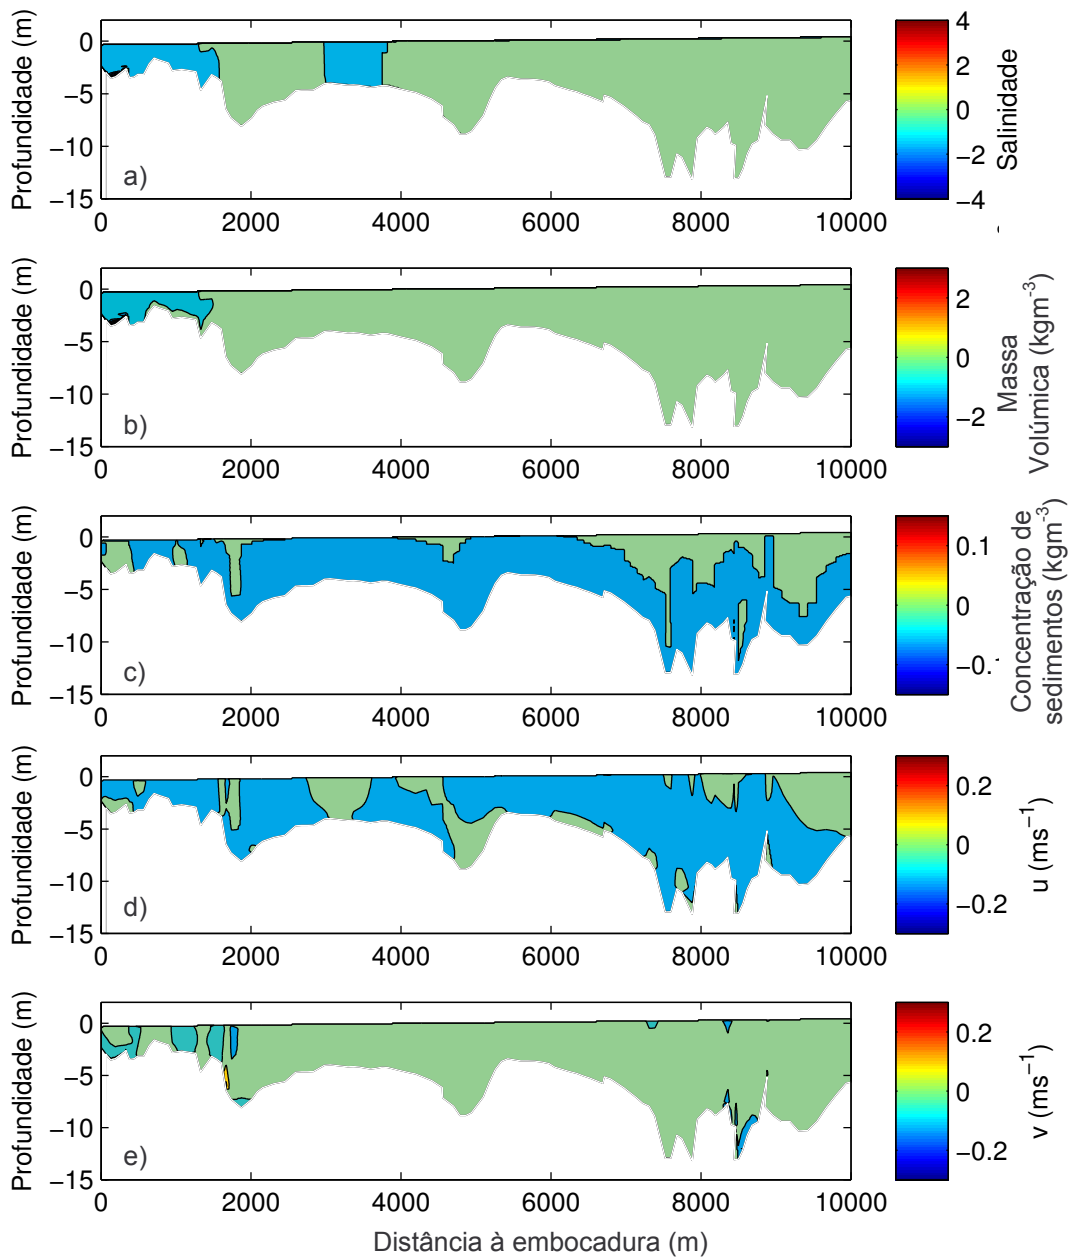 Profundidade (m)
0
−5
−10
−15
a)
0 2000 4000 6000 8000 10000
4
2
0
−2
−4
Salinidade
Profundidade (m)
0
−5
−10
−15
b)
0 2000 4000 6000 8000 10000
2
0
−2
Massa
Volúmica (kgm-3)
Profundidade (m)
0
−5
−10
−15
c)
0 2000 4000 6000 8000 10000
0.1
0
−0.
Concentração de
sedimentos (kgm-3)
Profundidade (m)
0
−5
−10
−15
d)
0 2000 4000 6000 8000 10000
0.2
0
−0.2
u (ms−1)
Profundidade (m)
0
−5
−10
−15
e)
0 2000 4000 6000 8000 10000
0.2
0
−0.2
v (ms−1)
Distância à embocadura (m)